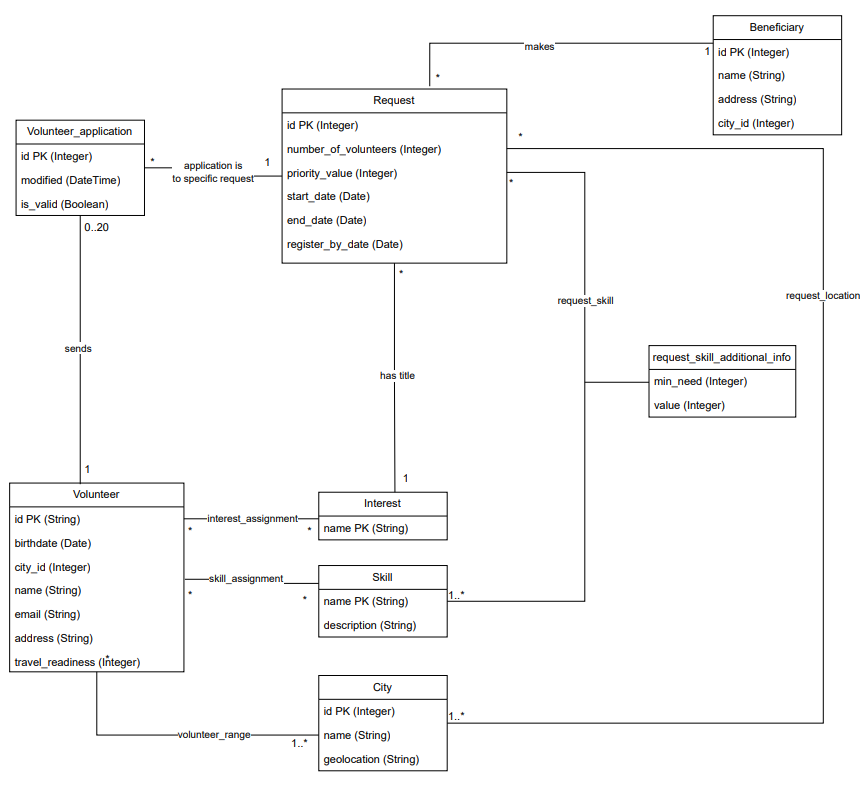 Beneficiary
id PK (Integer)
name (String)
address (String)
city_id (Integer)
makes
1
*
Request
id PK (Integer)
number_of_volunteers (Integer)
priority_value (Integer)
start_date (Date)
end_date (Date)
register_by_date (Date)
*
*
*
Volunteer_application
id PK (Integer)
modified (DateTime)
is_valid (Boolean)
*
application is
to specific request
1
0..20
sends
1
has title
1
request_skill
request_location
request_skill_additional_info
min_need (Integer)
value (Integer)
Volunteer
id PK (String)
birthdate (Date)
city_id (Integer)
name (String)
email (String)
address (String)
travel_readiness (Integer)
*
interest_assignment
*
*
Interest
name PK (String)
skill_assignment
*
*
Skill
name PK (String)
description (String)
1..*
volunteer_range
1..*
City
id PK (Integer)
name (String)
geolocation (String)
1..*